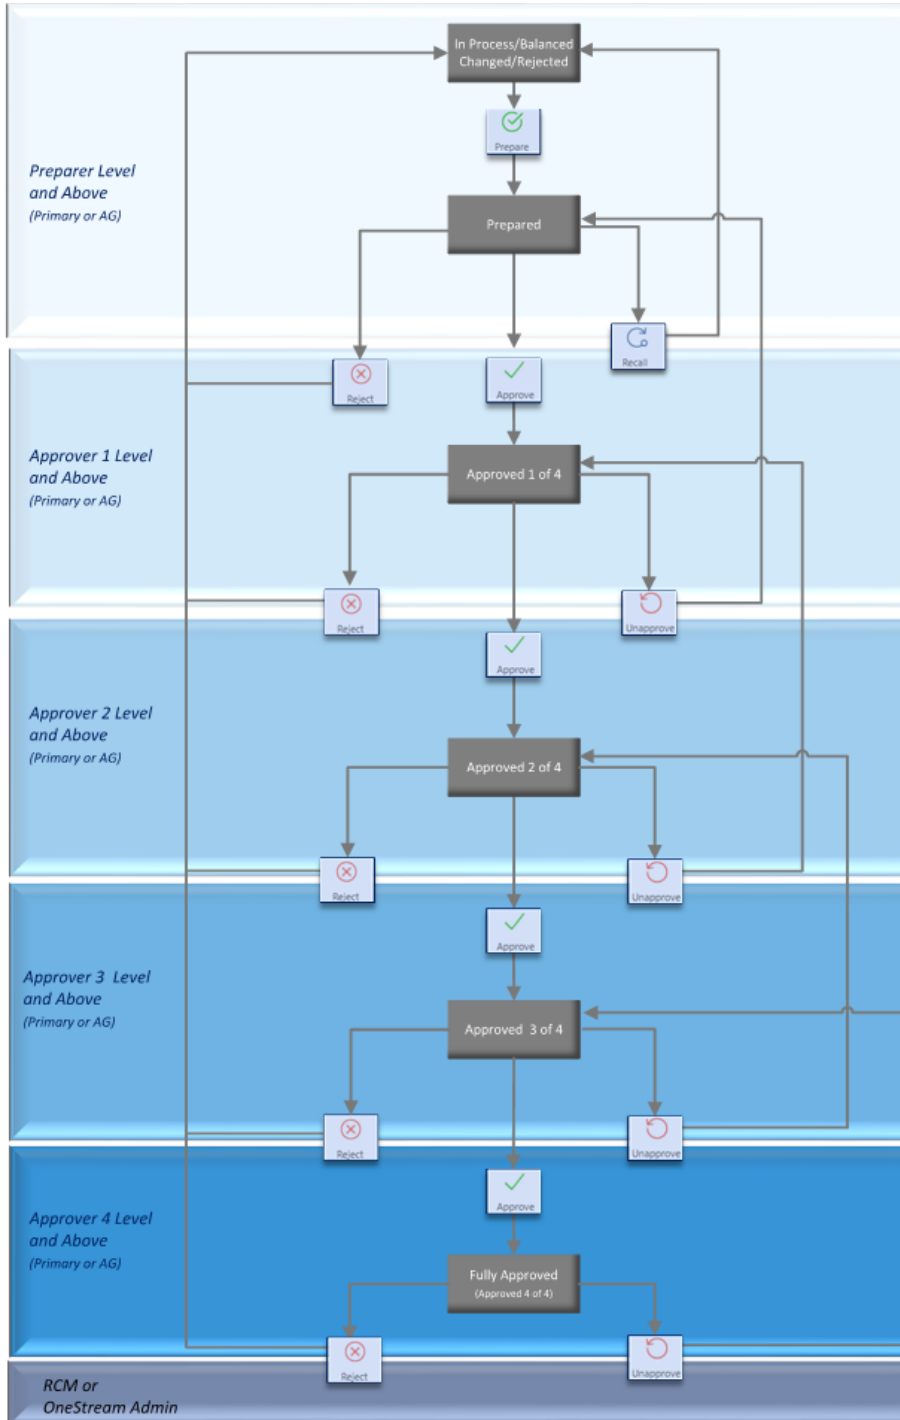 In Process/Balanced
Changed/Rejected
Prepare
Preparer Level
and Above
(Primary or AG)
Prepared
Recall
Reject
Approve
Approver 1 Level
and Above
(Primary or AG)
Approved 1 of 4
Reject
Unapprove
Approve
Approver 2 Level
and Above
(Primary or AG)
Approved 2 of 4
Reject
Unapprove
Approve
Approver 3  Level
and Above
(Primary or AG)
Approved  3 of 4
Reject
Unapprove
Approve
Approver 4 Level
and Above
(Primary or AG)
Fully Approved
(Approved 4 of 4)
Reject
Unapprove
RCM or
OneStream Admin